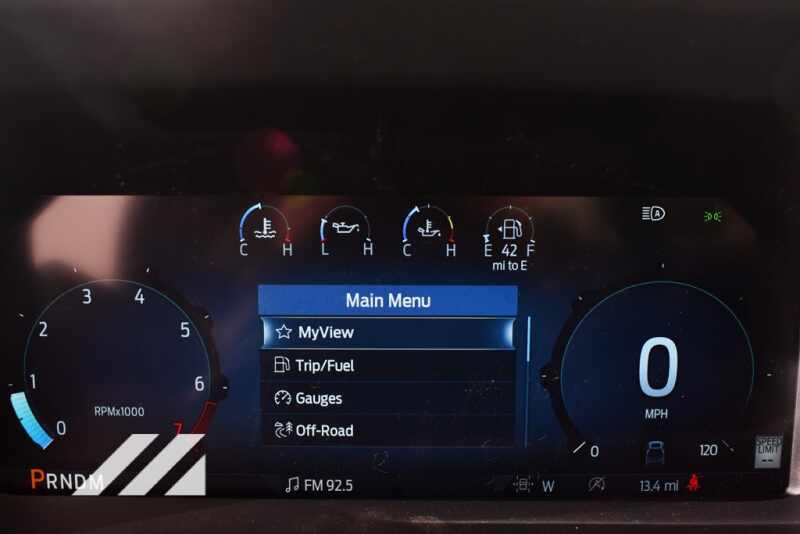 C H
L H
C H
E 42 F
mi to E
Main Menu
MyView
Trip/Fuel
Gauges
Off-Road
0 1 2 3 4 5 6 7
RPMx1000
0
MPH
0 120
SPEED
LIMIT
--
PRNDM
FM 92.5
W
13.4 mi